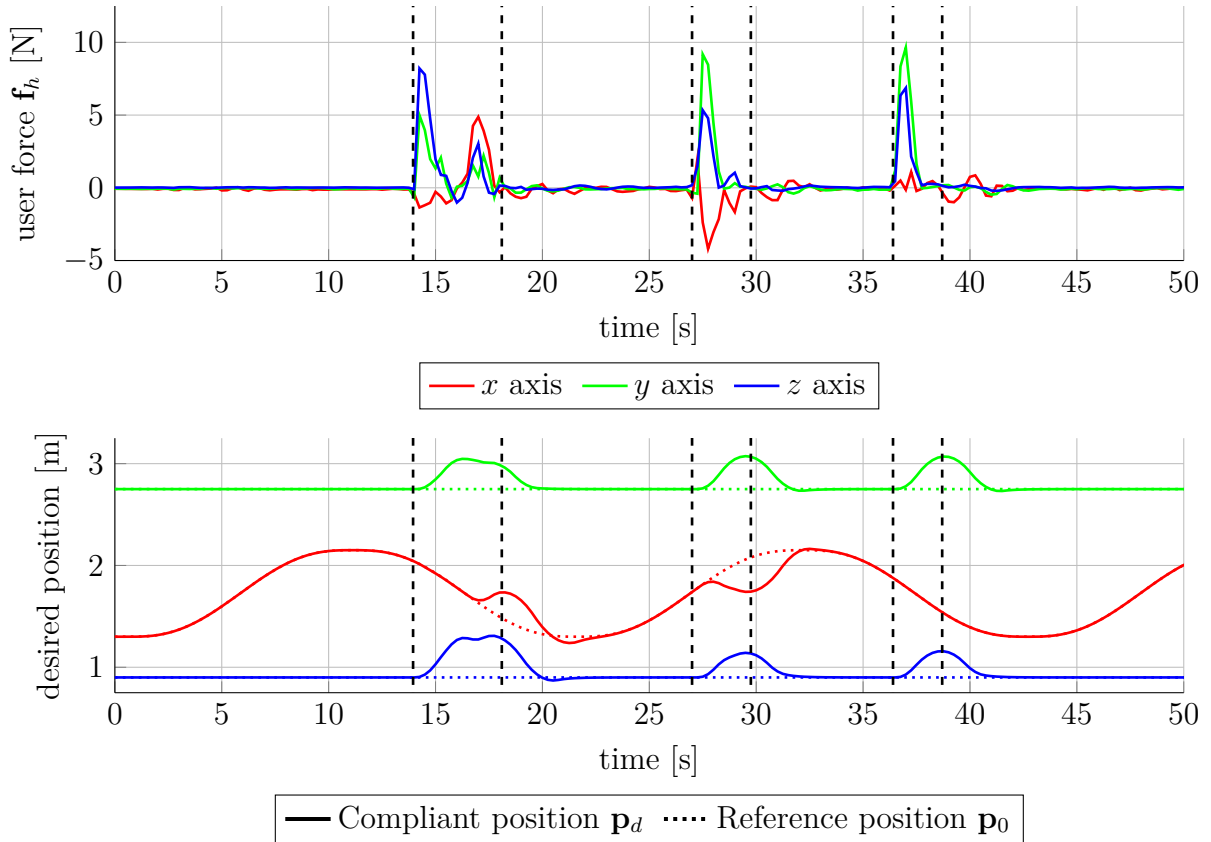 user force f_h [N]
10
5
0
−5
0 5 10 15 20 25 30 35 40 45 50
time [s]
x axis y axis z axis
desired position [m]
3
2
1
0 5 10 15 20 25 30 35 40 45 50
time [s]
Compliant position p_d Reference position p_0